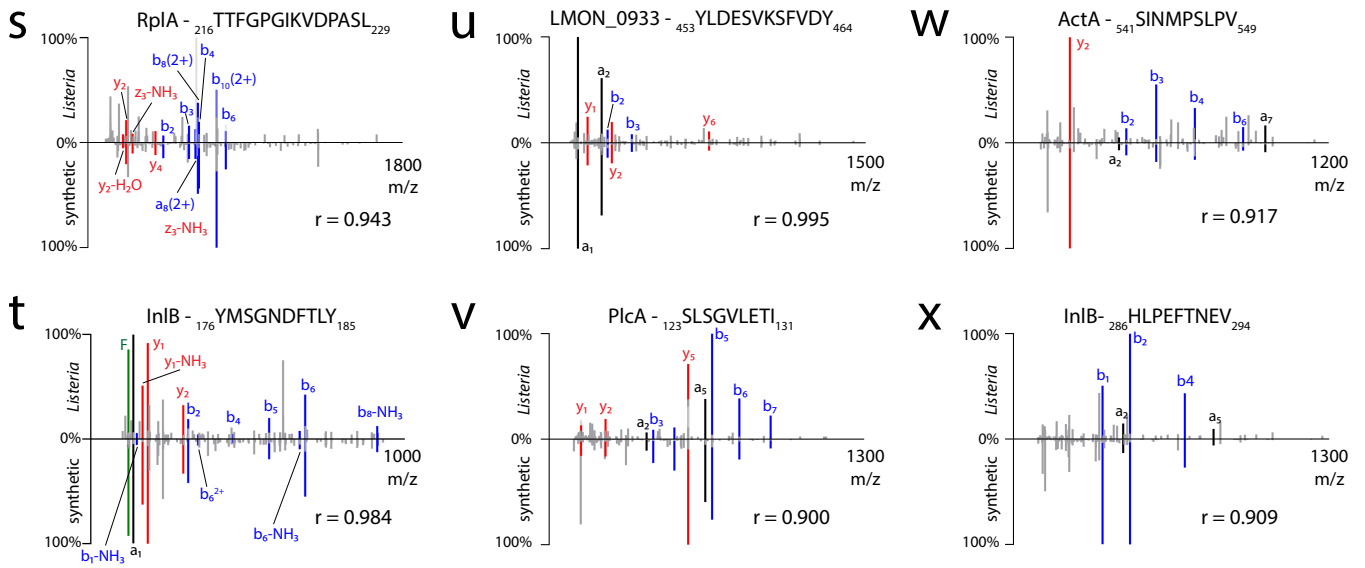 s
RplA - 216TTFGPGIKVDPASL229
100%
Listeria
0%
synthetic
100%
y2
z3-NH3
b2
b3
b8(2+)
b4
b10(2+)
b6
y2-H2O
y4
a8(2+)
z3-NH3
1800
m/z
r = 0.943
u
LMON_0933 - 453YLDESVKSFVDY464
100%
Listeria
0%
synthetic
100%
a2
y1
b2
b3
y6
y2
a1
1500
m/z
r = 0.995
w
ActA - 541SINMPSLPV549
100%
Listeria
0%
synthetic
100%
y2
b3
b2
b4
b6
a7
a2
1200
m/z
r = 0.917
t
InlB - 176YMSGNDFTLY185
100%
Listeria
0%
synthetic
100%
F
y1
y1-NH3
y2
b2
b4
b5
b6
b8-NH3
b6 2+
b6-NH3
b1-NH3
a1
1000
m/z
r = 0.984
v
PlcA - 123SLSGVLETI131
100%
Listeria
0%
synthetic
100%
y1
y2
a2
b3
y5
a5
b5
b6
b7
1300
m/z
r = 0.900
x
InlB- 286HLPEFTNEV294
100%
Listeria
0%
synthetic
100%
b1
a2
b2
b4
a5
1300
m/z
r = 0.909